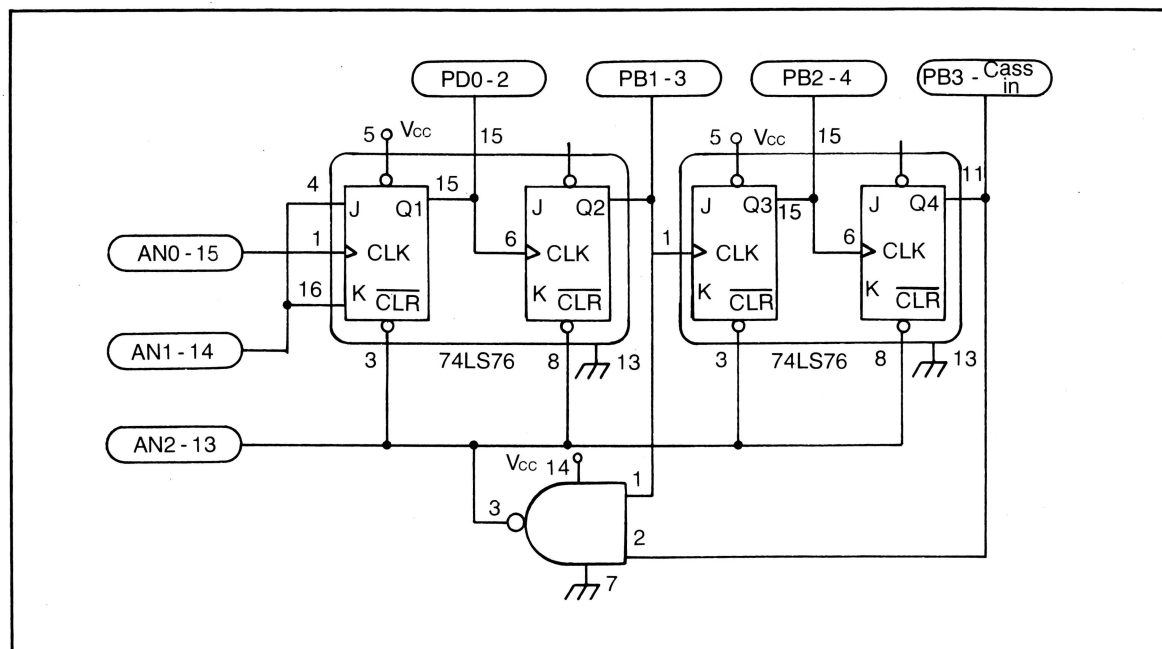 PD0 - 2
PB1 - 3
PB2 - 4
PB3 - Cass in
5 VCC 15
5 VCC 15
4 J Q1 15
J Q2
J Q3 15
J Q4 11
AN0 - 15
1 CLK
6 CLK
1 CLK
6 CLK
16 K CLR
K CLR
K CLR
K CLR
AN1 - 14
3 74LS76 8 13
3 74LS76 8 13
AN2 - 13
VCC 14
1
3
2
7